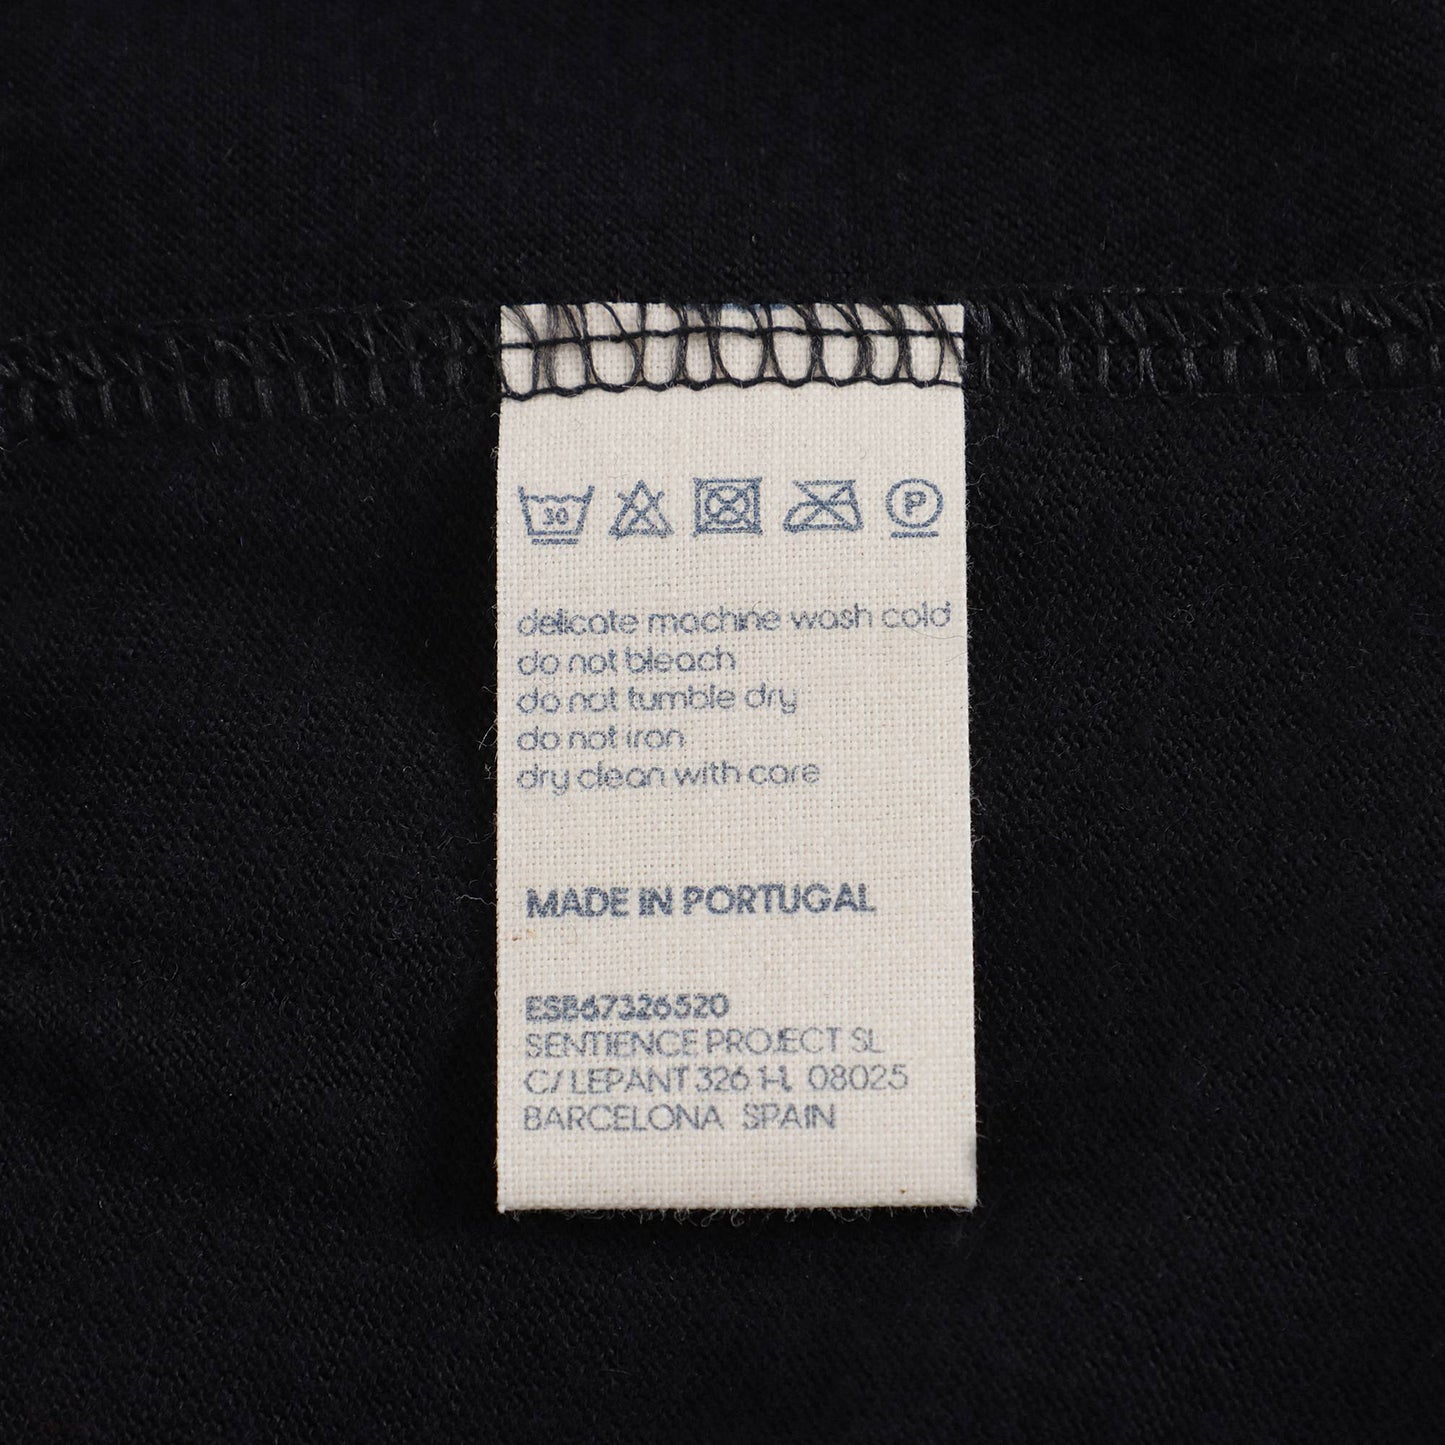 30 P
delicate machine wash cold
do not bleach
do not tumble dry
do not iron
dry clean with care
MADE IN PORTUGAL
ESB67326520
SENTIENCE PROJECT SL
C/ LEPANT 326 1-1, 08025
BARCELONA SPAIN